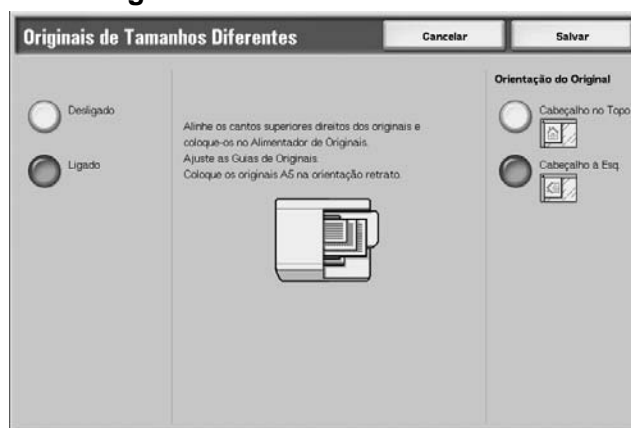 Originais de Tamanhos Diferentes
Cancelar
Salvar
Desligado
Ligado
Alinhe os cantos superiores direitos dos originais e
coloque-os no Alimentador de Originais.
Ajuste as Guias de Originais.
Coloque os originais A5 na orientação retrato.
Orientação do Original
Cabeçalho no Topo
Cabeçalho à Esq.